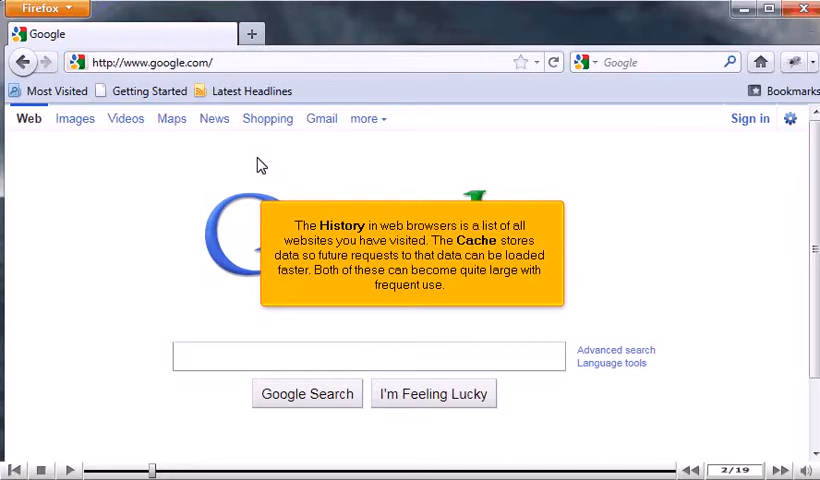 Firefox
Google
http://www.google.com/
Google
Most Visited Getting Started Latest Headlines Bookmarks
Web Images Videos Maps News Shopping Gmail more Sign in
The History in web browsers is a list of all
websites you have visited. The Cache stores
data so future requests to that data can be loaded
faster. Both of these can become quite large with
frequent use.
Advanced search
Language tools
Google Search I'm Feeling Lucky
2/19